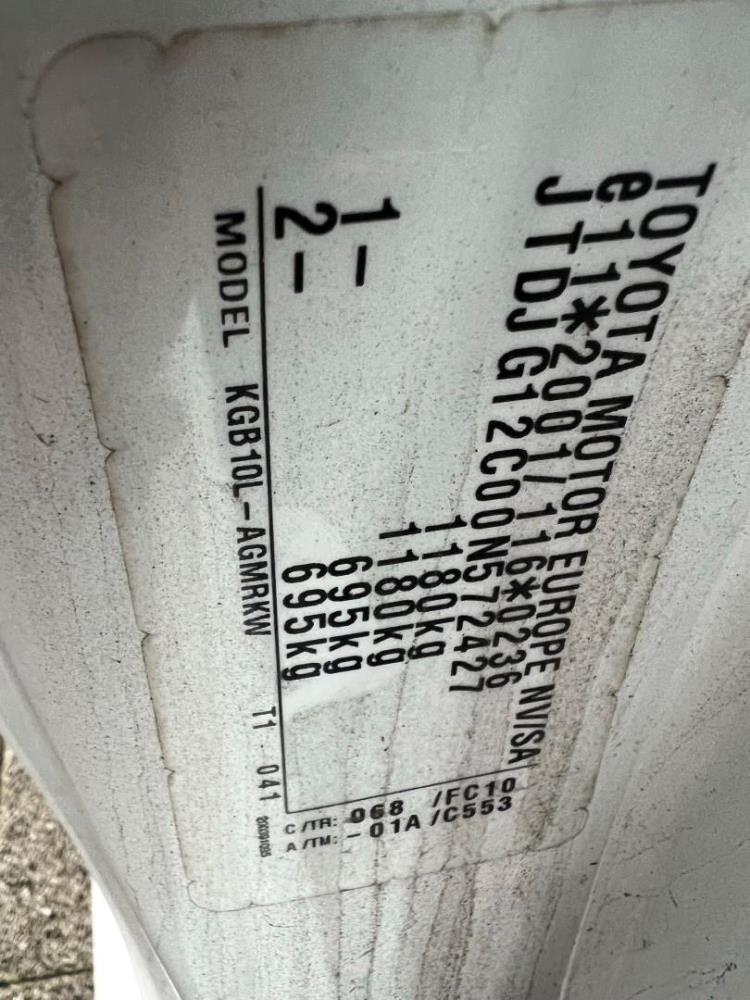 TOYOTA MOTOR EUROPE NV/SA
e11*2001/116*0236
JTDJG12C00N572427
1180kg
1180kg
1- 695kg
2- 695kg
MODEL KGB10L-AGMRKW T1 041
C/TR: 068 /FC10
A/TM: -01A /C553